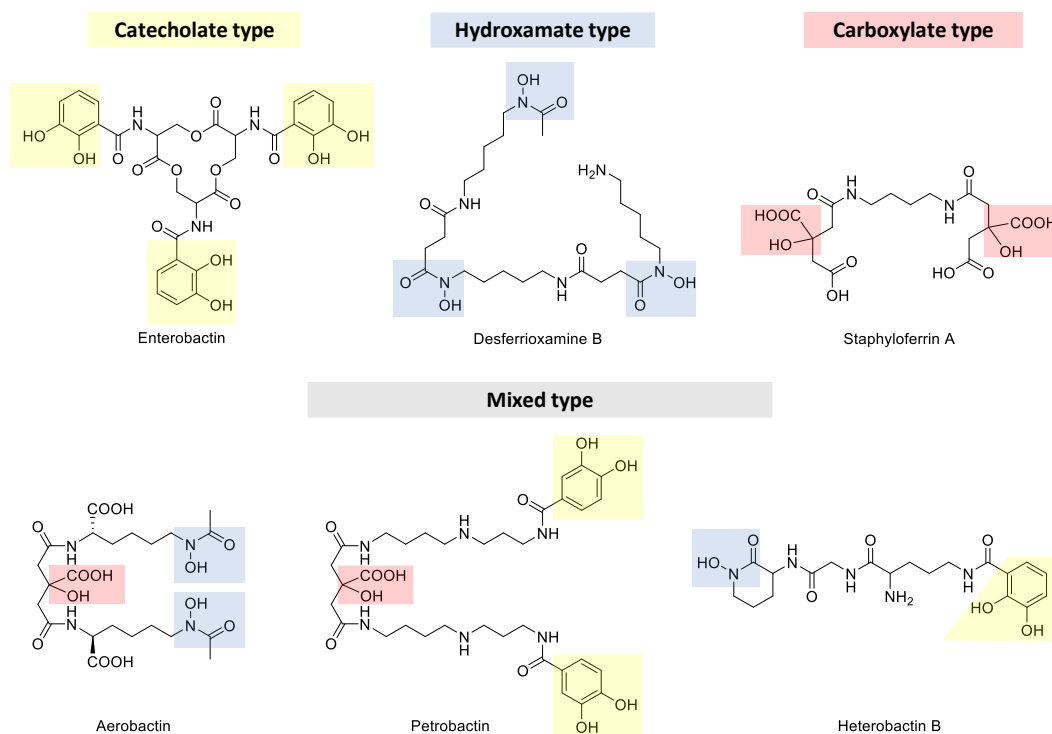 Catecholate type
Hydroxamate type
Carboxylate type
H
N
O
H
N
HO
O
OH
OH
O
O
O
O
OH
O
O
NH
O
OH
OH
Enterobactin
OH
N
O
H2N
O
NH
O
O
N
OH
N
H
O
N
OH
Desferrioxamine B
O
O
H
N
N
H
HOOC
HO
COOH
OH
O
OH
O
HO
Staphyloferrin A
Mixed type
COOH
O
N
H
N
O
OH
COOH
OH
OH
H
N
N
O
O
COOH
Aerobactin
OH
OH
O
O
H
N
N
H
NH
COOH
OH
O
H
N
N
H
NH
O
OH
OH
Petrobactin
HO
N
O
H
N
O
N
H
O
NH2
N
H
O
HO
OH
Heterobactin B